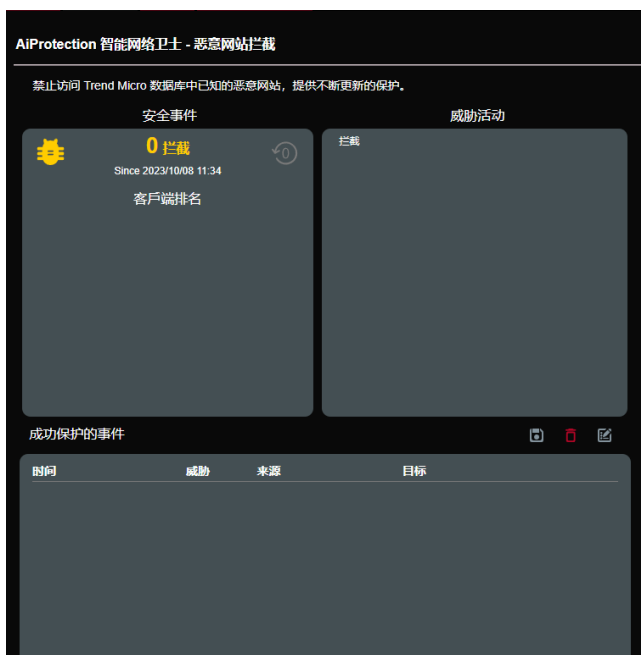 AiProtection 智能网络卫士 - 恶意网站拦截
禁止访问 Trend Micro 数据库中已知的恶意网站，提供不断更新的保护。
安全事件
威胁活动
0 拦截
0
Since 2023/10/08 11:34
客戶端排名
拦截
成功保护的事件
时间 威胁 来源 目标